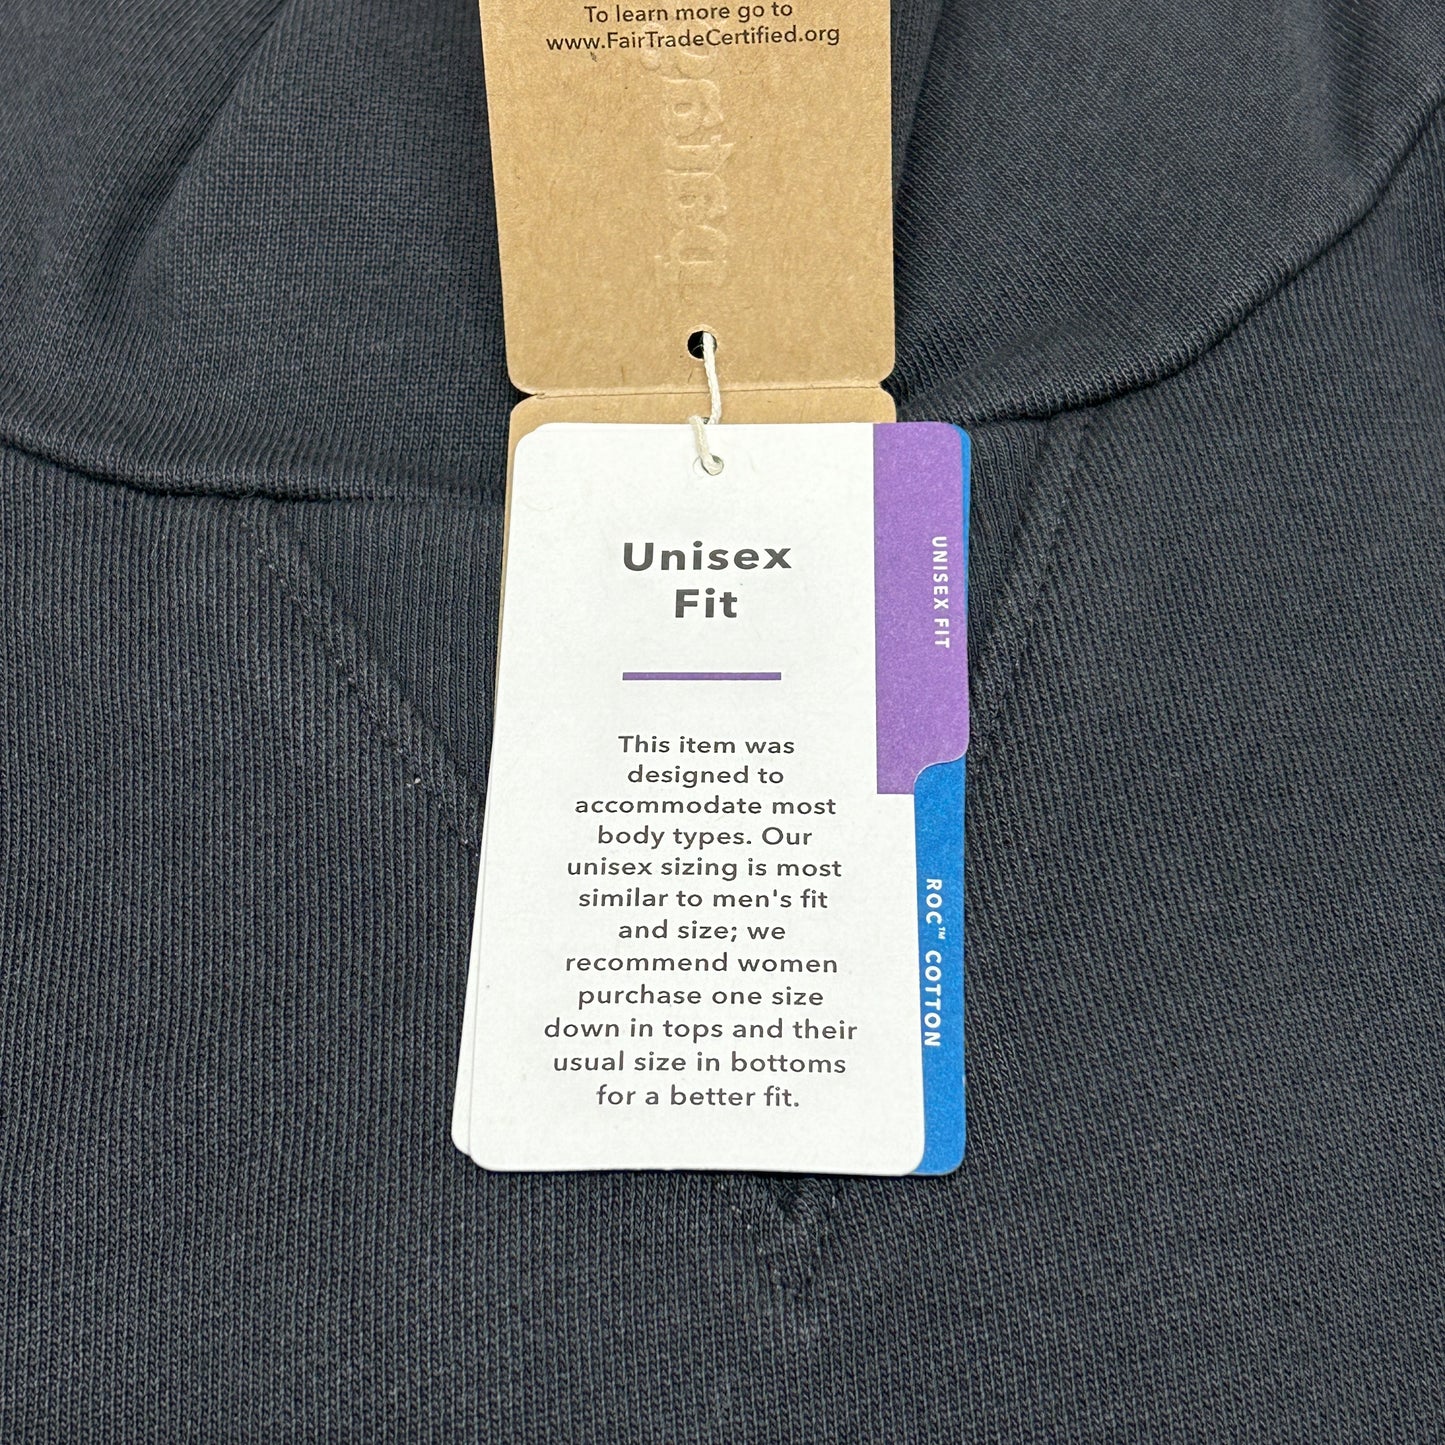 To learn more go to
www.FairTradeCertified.org
Unisex
Fit
This item was
designed to
accommodate most
body types. Our
unisex sizing is most
similar to men's fit
and size; we
recommend women
purchase one size
down in tops and their
usual size in bottoms
for a better fit.
UNISEX FIT
ROC™ COTTON